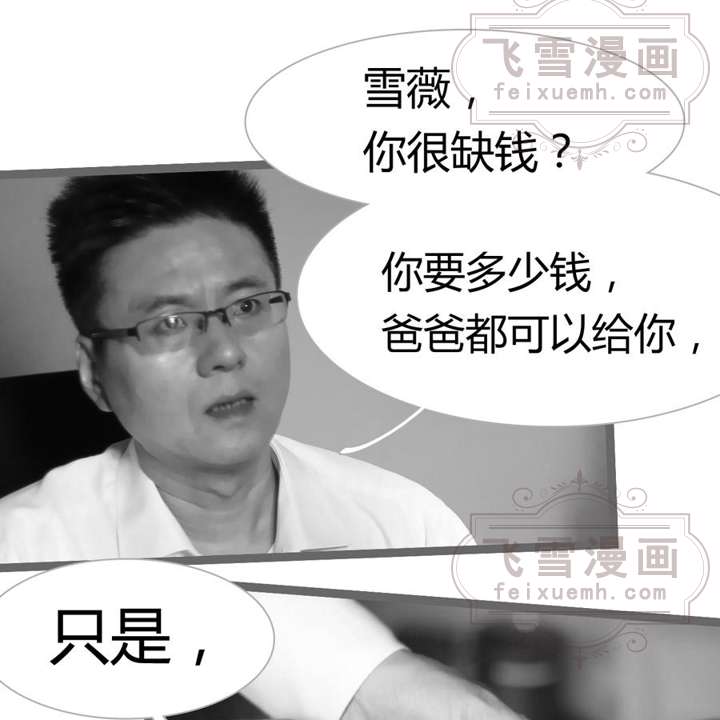 飞雪漫画
feixuemh.com
雪薇，
你很缺钱？
你要多少钱，
爸爸都可以给你，
飞雪漫画
feixuemh.com
只是，